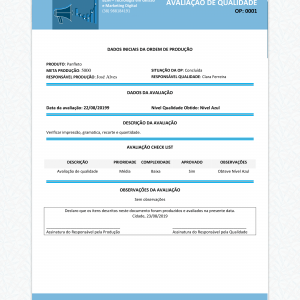 e Marketing Digital
AVALIAÇÃO DE QUALIDADE
OP: 0001
DADOS INICIAIS DA ORDEM DE PRODUÇÃO
PRODUTO: Panfleto
META PRODUÇÃO: 5000 SITUAÇÃO DA OP: Concluída
RESPONSÁVEL PRODUÇÃO: José Alves RESPONSÁVEL QUALIDADE: Clara Ferreira
DADOS DA AVALIAÇÃO
Data da avaliação: 22/08/20199 Nível Qualidade Obtido: Nível Azul
DESCRIÇÃO DA AVALIAÇÃO
Verificar impressão, gramatica, recorte e quantidade.
AVALIAÇÃO CHECK LIST
DESCRIÇÃO PRIORIDADE COMPLEXIDADE APROVADO OBSERVAÇÕES
Avaliação de qualidade Média Baixa Sim Obteve Nível Azul
OBSERVAÇÕES DA AVALIAÇÃO
Sem observações
Declaro que os itens descritos neste documento foram produzidos e avaliados na presente data.
Cidade, 23/08/2019
Assinatura do Responsável pela Produção Assinatura do Responsável pela Qualidade